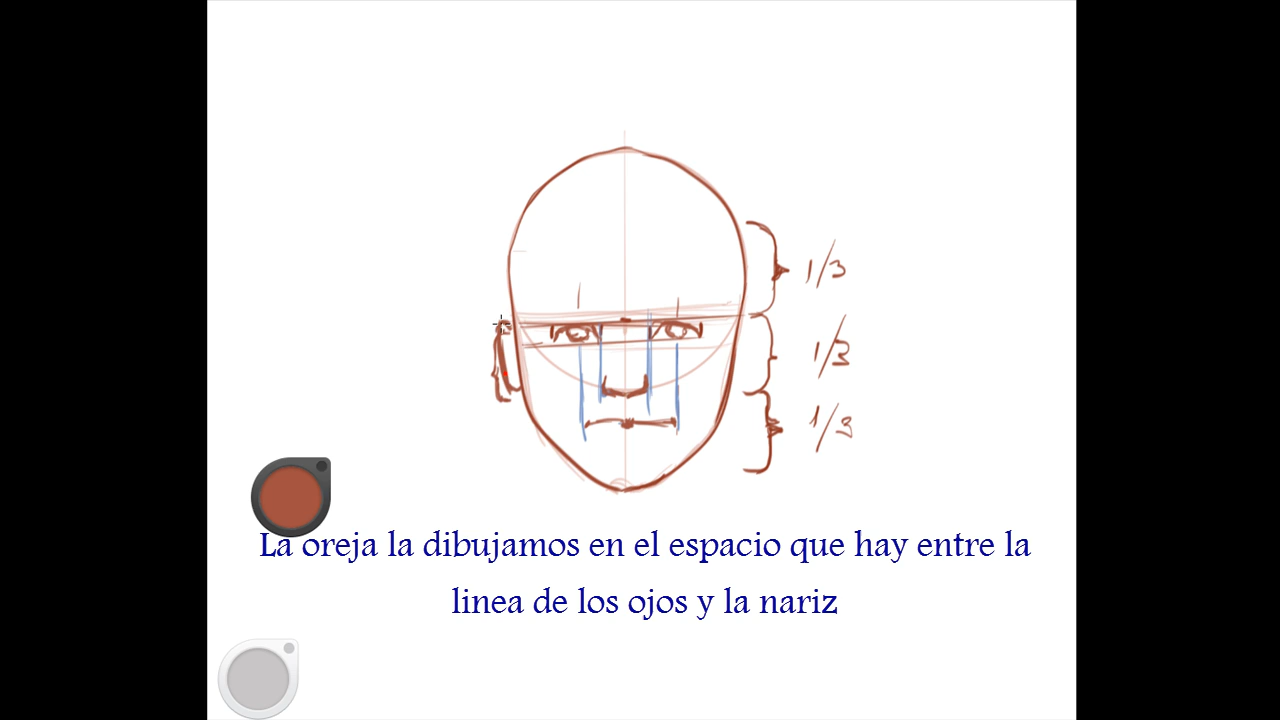 1/3
1/3
1/3
La oreja la dibujamos en el espacio que hay entre la
linea de los ojos y la nariz